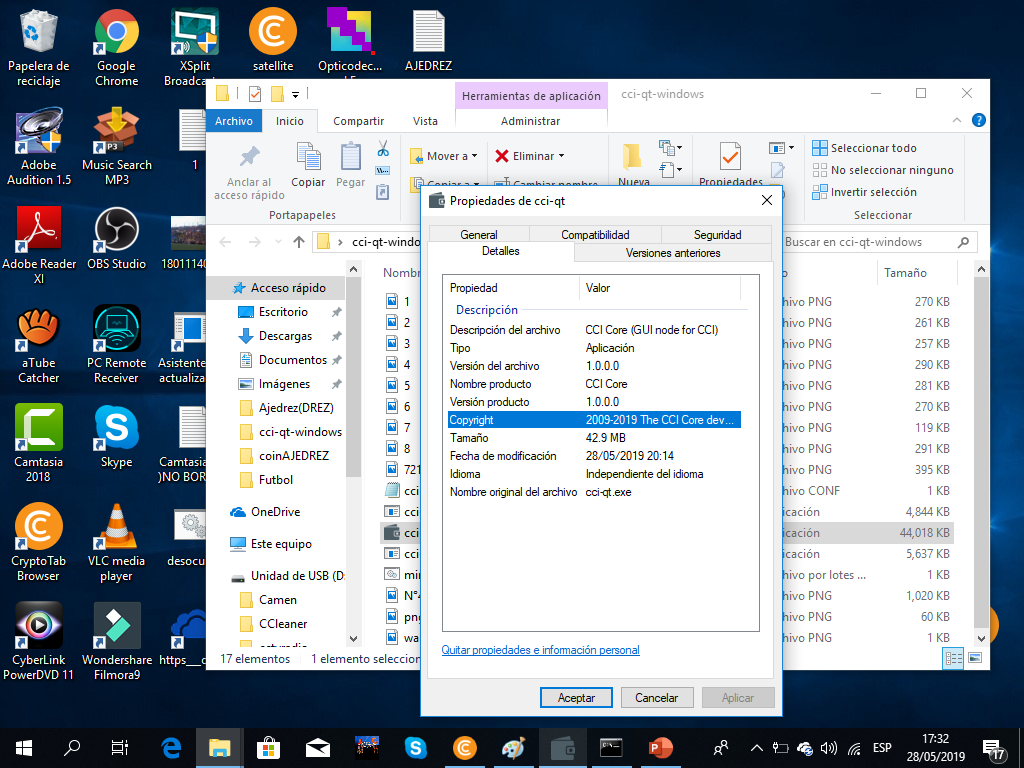 Papelera de
reciclaje
Google
Chrome
XSplit
Broadcas
satellite
Opticodec...
AJEDREZ
Adobe
Audition 1.5
Music Search
MP3
1
Adobe Reader
XI
OBS Studio
18011140
aTube
Catcher
PC Remote
Receiver
Asistente
actualiza
Camtasia
2018
Skype
Camtasia
)NO BOR
CryptoTab
Browser
VLC media
player
desocu
CyberLink
PowerDVD 11
Wondershare
Filmora9
https__c
Herramientas de aplicación
cci-qt-windows
Archivo
Inicio
Compartir
Vista
Administrar
Anclar al
acceso rápido
Copiar
Pegar
Mover a
Copiar a
Eliminar
Cambiar nombre
Nueva
Propiedades
Seleccionar todo
No seleccionar ninguno
Invertir selección
Portapapeles
Seleccionar
cci-qt-windo
Buscar en cci-qt-windows
Acceso rápido
Escritorio
Descargas
Documentos
Imágenes
Ajedrez(DREZ)
cci-qt-windows
coinAJEDREZ
Futbol
OneDrive
Este equipo
Unidad de USB (D:
Camen
CCleaner
Nomb
Tamaño
1
hivo PNG
270 KB
2
hivo PNG
261 KB
3
hivo PNG
257 KB
4
hivo PNG
290 KB
5
hivo PNG
281 KB
6
hivo PNG
270 KB
7
hivo PNG
119 KB
8
hivo PNG
291 KB
721
hivo PNG
395 KB
cci
hivo CONF
1 KB
cci
icación
4,844 KB
cci
icación
44,018 KB
cci
icación
5,637 KB
min
hivo por lotes ...
1 KB
N°
hivo PNG
1,020 KB
png
hivo PNG
60 KB
wa
hivo PNG
1 KB
17 elementos
1 elemento seleccion
Propiedades de cci-qt
General
Compatibilidad
Seguridad
Detalles
Versiones anteriores
Propiedad
Valor
Descripción
Descripción del archivo
CCI Core (GUI node for CCI)
Tipo
Aplicación
Versión del archivo
1.0.0.0
Nombre producto
CCI Core
Versión producto
1.0.0.0
Copyright
2009-2019 The CCI Core dev...
Tamaño
42.9 MB
Fecha de modificación
28/05/2019 20:14
Idioma
Independiente del idioma
Nombre original del archivo
cci-qt.exe
Quitar propiedades e información personal
Aceptar
Cancelar
Aplicar
ESP
17:32
28/05/2019
17